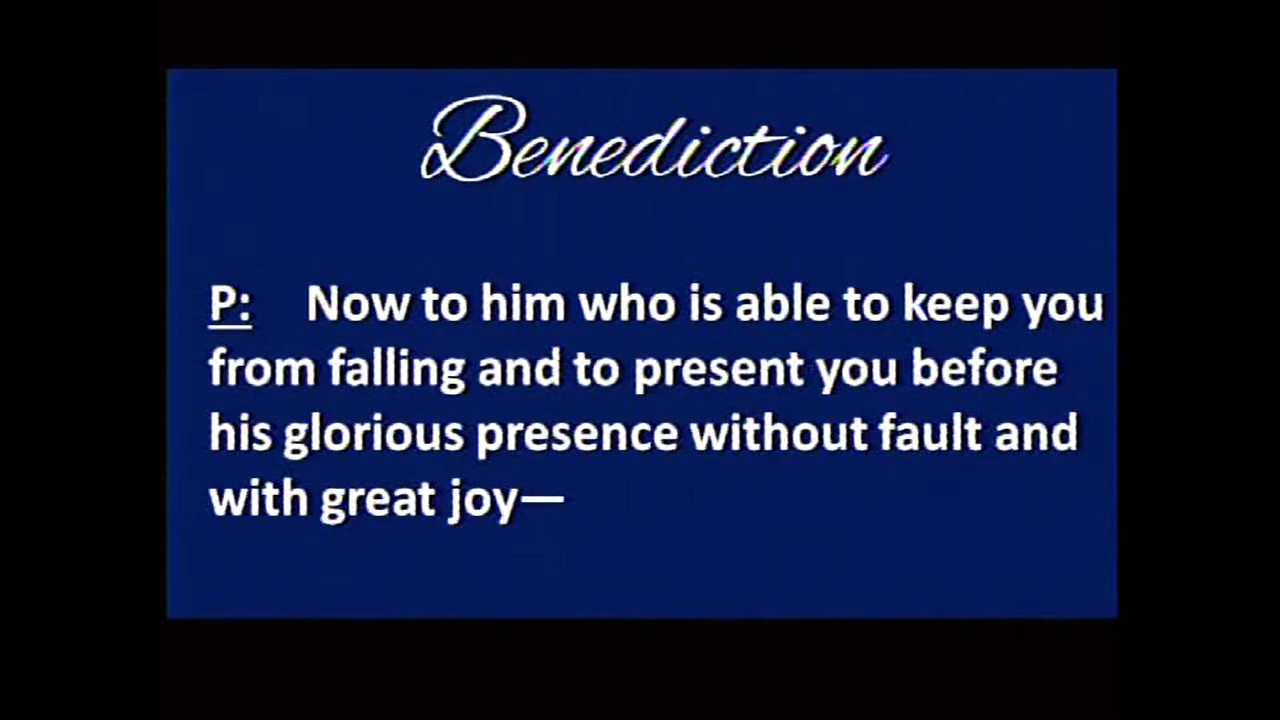 Benediction
P: Now to him who is able to keep you
from falling and to present you before
his glorious presence without fault and
with great joy—